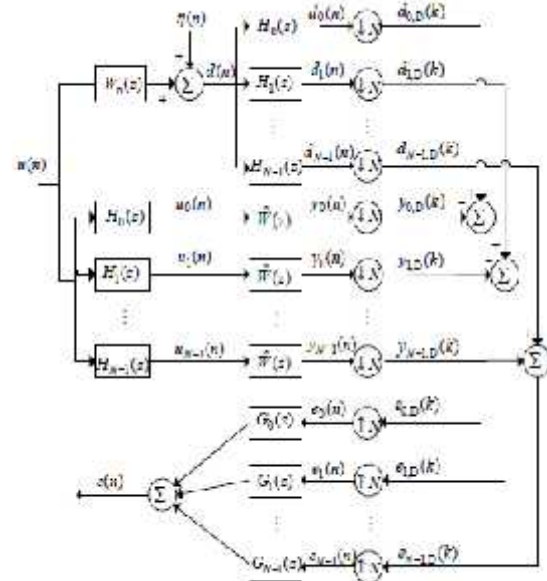 η(n)
H₀(z) d₀(n) ↓N d₀,D(k)
W₀(z) Σ d(n) H₁(z) d₁(n) ↓N d₁,D(k)
u(n)
H_{N-1}(z) d_{N-1}(n) ↓N d_{N-1,D}(k)
H₀(z) u₀(n) Ŵ(z) y₀(n) ↓N y₀,D(k) Σ
H₁(z) u₁(n) Ŵ(z) y₁(n) ↓N y₁,D(k) Σ
H_{N-1}(z) u_{N-1}(n) Ŵ(z) y_{N-1}(n) ↓N y_{N-1,D}(k) Σ
G₀(z) e₀(n) ↑N e₀,D(k)
e(n) Σ G₁(z) e₁(n) ↑N e₁,D(k)
G_{N-1}(z) e_{N-1}(n) ↑N e_{N-1,D}(k)